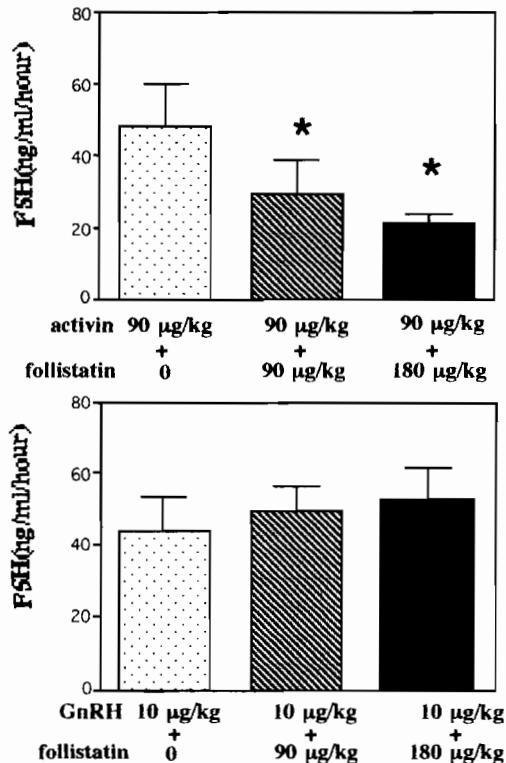 80
60
FSH(ng/ml/hour)
40
20
0
*
*
activin 90 µg/kg 90 µg/kg 90 µg/kg
+ + +
follistatin 0 90 µg/kg 180 µg/kg
80
60
FSH(ng/ml/hour)
40
20
0
GnRH 10 µg/kg 10 µg/kg 10 µg/kg
+ + +
follistatin 0 90 µg/kg 180 µg/kg